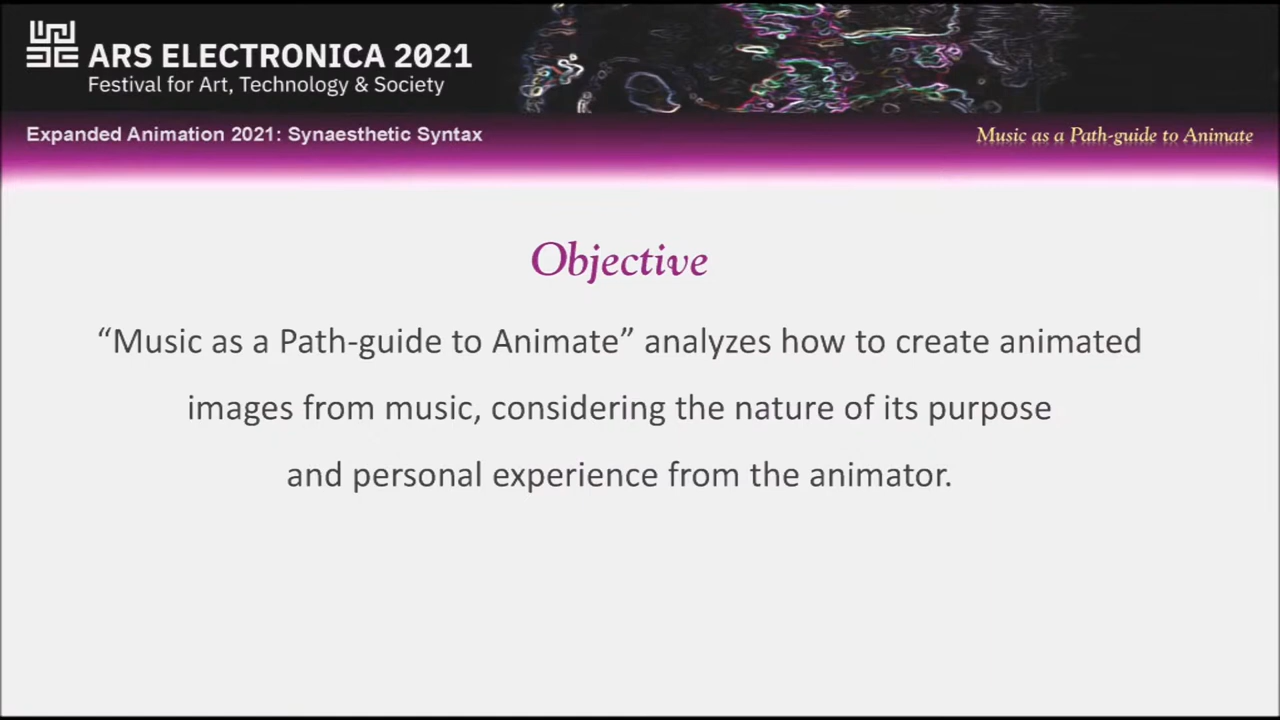 ARS ELECTRONICA 2021
Festival for Art, Technology & Society
Expanded Animation 2021: Synaesthetic Syntax
Music as a Path-guide to Animate
Objective
“Music as a Path-guide to Animate” analyzes how to create animated
images from music, considering the nature of its purpose
and personal experience from the animator.